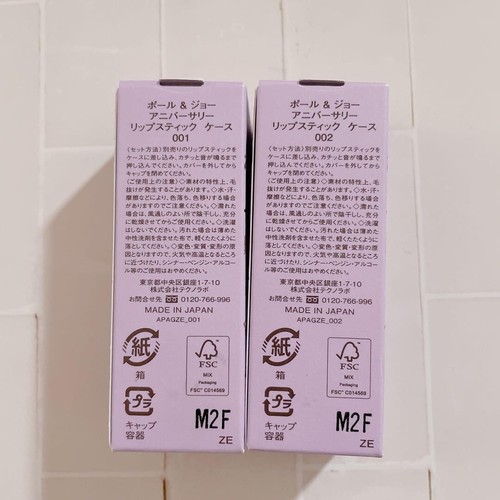 ポール & ジョー
アニバーサリー
リップスティック ケース
001
〈セット方法〉別売りのリップスティックを
ケースに差し込み、カチッと音が鳴るまで
押し込んでください。カバーを外してから
キャップを閉めてください。
〈ご使用上の注意〉◇素材の特性上、毛
抜けが発生することがあります。◇水・汗・
摩擦などにより、色落ち、色移りする場合
がありますのでご注意ください。◇濡れた
場合は、風通しのよい所で陰干しし、充分
に乾燥させてからご使用ください。◇洗濯
はしないでください。汚れた場合は薄めた
中性洗剤を含ませた布で、軽くたたくように
落としてください。◇変色・変質・変形の原
因となりますので、火気や高温となるところ
に近づけたり、シンナー・ベンジン・アルコー
ル等のご使用はおやめください。
東京都中央区銀座1-7-10
株式会社テクノラボ
お問合せ先 0120-766-996
MADE IN JAPAN
APAGZE_001
紙
箱
FSC
MIX
Packaging
FSC® C014869
プラ
キャップ
容器
M2F
ZE
ポール & ジョー
アニバーサリー
リップスティック ケース
002
〈セット方法〉別売りのリップスティックを
ケースに差し込み、カチッと音が鳴るまで
押し込んでください。カバーを外してから
キャップを閉めてください。
〈ご使用上の注意〉◇素材の特性上、毛
抜けが発生することがあります。◇水・汗・
摩擦などにより、色落ち、色移りする場合
がありますのでご注意ください。◇濡れた
場合は、風通しのよい所で陰干しし、充分
に乾燥させてからご使用ください。◇洗濯
はしないでください。汚れた場合は薄めた
中性洗剤を含ませた布で、軽くたたくように
落としてください。◇変色・変質・変形の原
因となりますので、火気や高温となるところ
に近づけたり、シンナー・ベンジン・アルコー
ル等のご使用はおやめください。
東京都中央区銀座1-7-10
株式会社テクノラボ
お問合せ先 0120-766-996
MADE IN JAPAN
APAGZE_002
紙
箱
FSC
MIX
Packaging
FSC® C014869
プラ
キャップ
容器
M2F
ZE